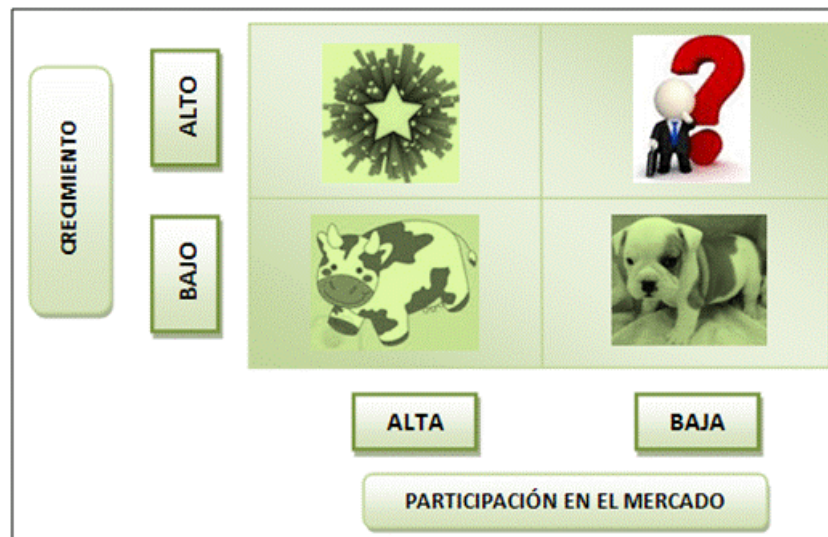 CRECIMIENTO
ALTO
BAJO
ALTA
BAJA
PARTICIPACIÓN EN EL MERCADO